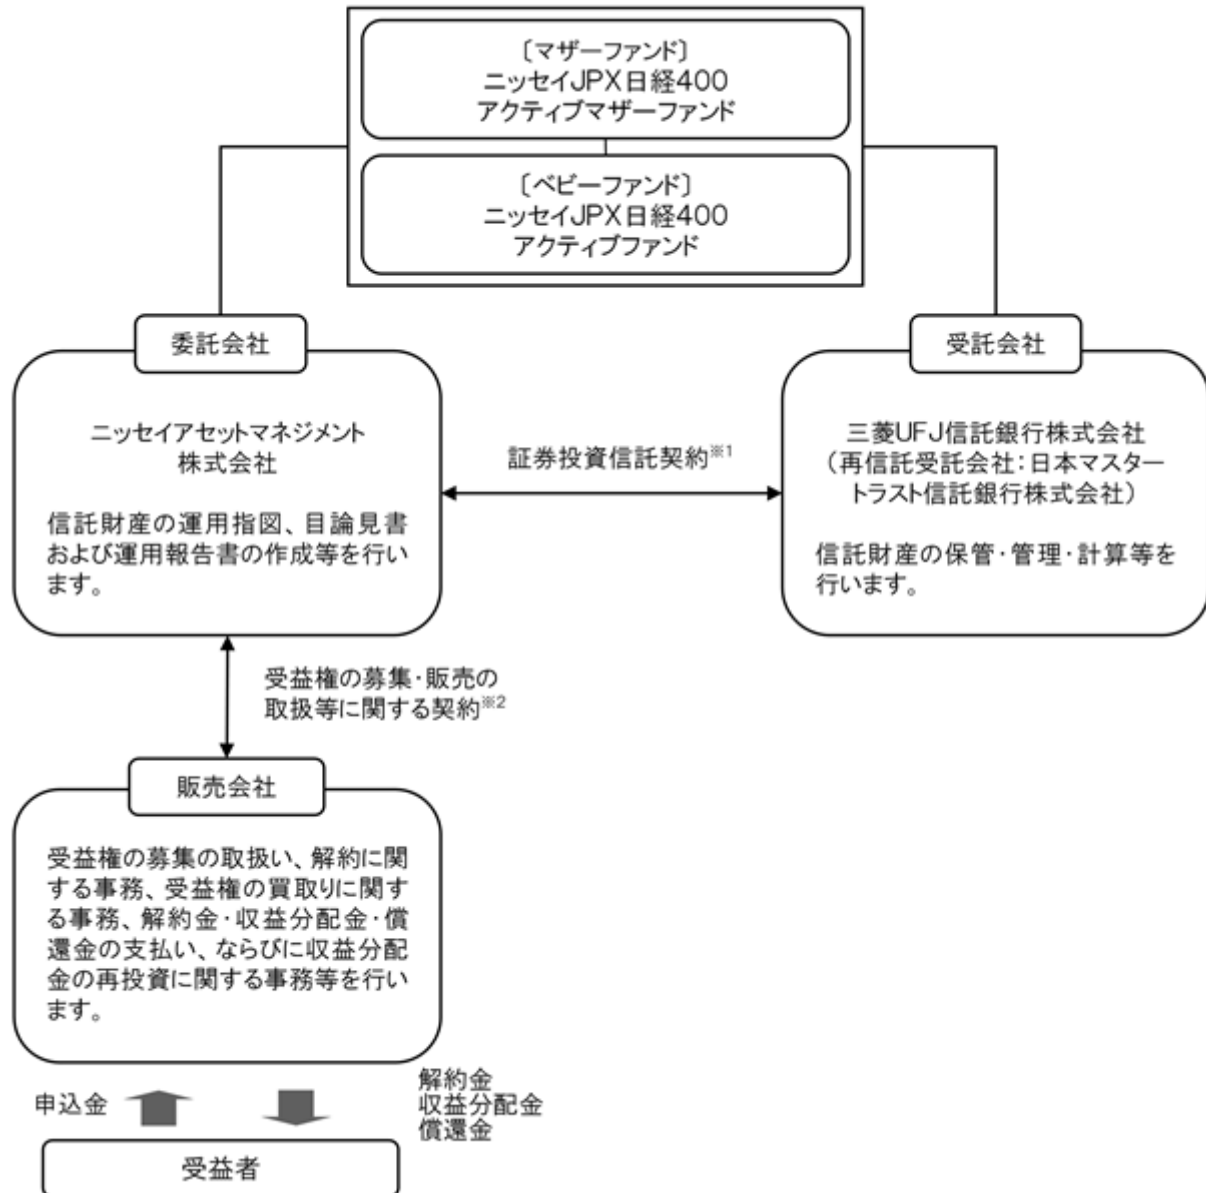 〔マザーファンド〕
ニッセイJPX日経400
アクティブマザーファンド
〔ベビーファンド〕
ニッセイJPX日経400
アクティブファンド
委託会社
ニッセイアセットマネジメント
株式会社
信託財産の運用指図、目論見書
および運用報告書の作成等を行い
ます。
証券投資信託契約※1
受託会社
三菱UFJ信託銀行株式会社
（再信託受託会社：日本マスター
トラスト信託銀行株式会社）
信託財産の保管・管理・計算等を
行います。
受益権の募集・販売の
取扱等に関する契約※2
販売会社
受益権の募集の取扱い、解約に関
する事務、受益権の買取りに関す
る事務、解約金・収益分配金・償
還金の支払い、ならびに収益分配
金の再投資に関する事務等を行い
ます。
申込金
解約金
収益分配金
償還金
受益者